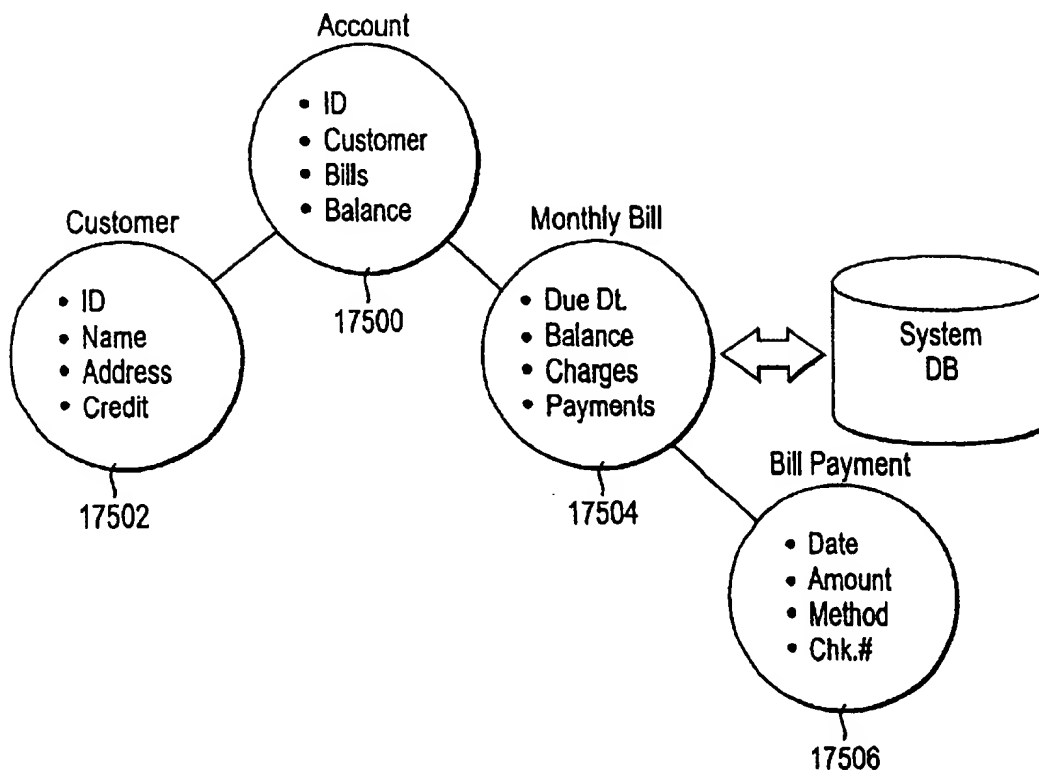 Account
• ID
• Customer
• Bills
• Balance
17500
Customer
• ID
• Name
• Address
• Credit
17502
Monthly Bill
• Due Dt.
• Balance
• Charges
• Payments
17504
System
DB
Bill Payment
• Date
• Amount
• Method
• Chk.#
17506